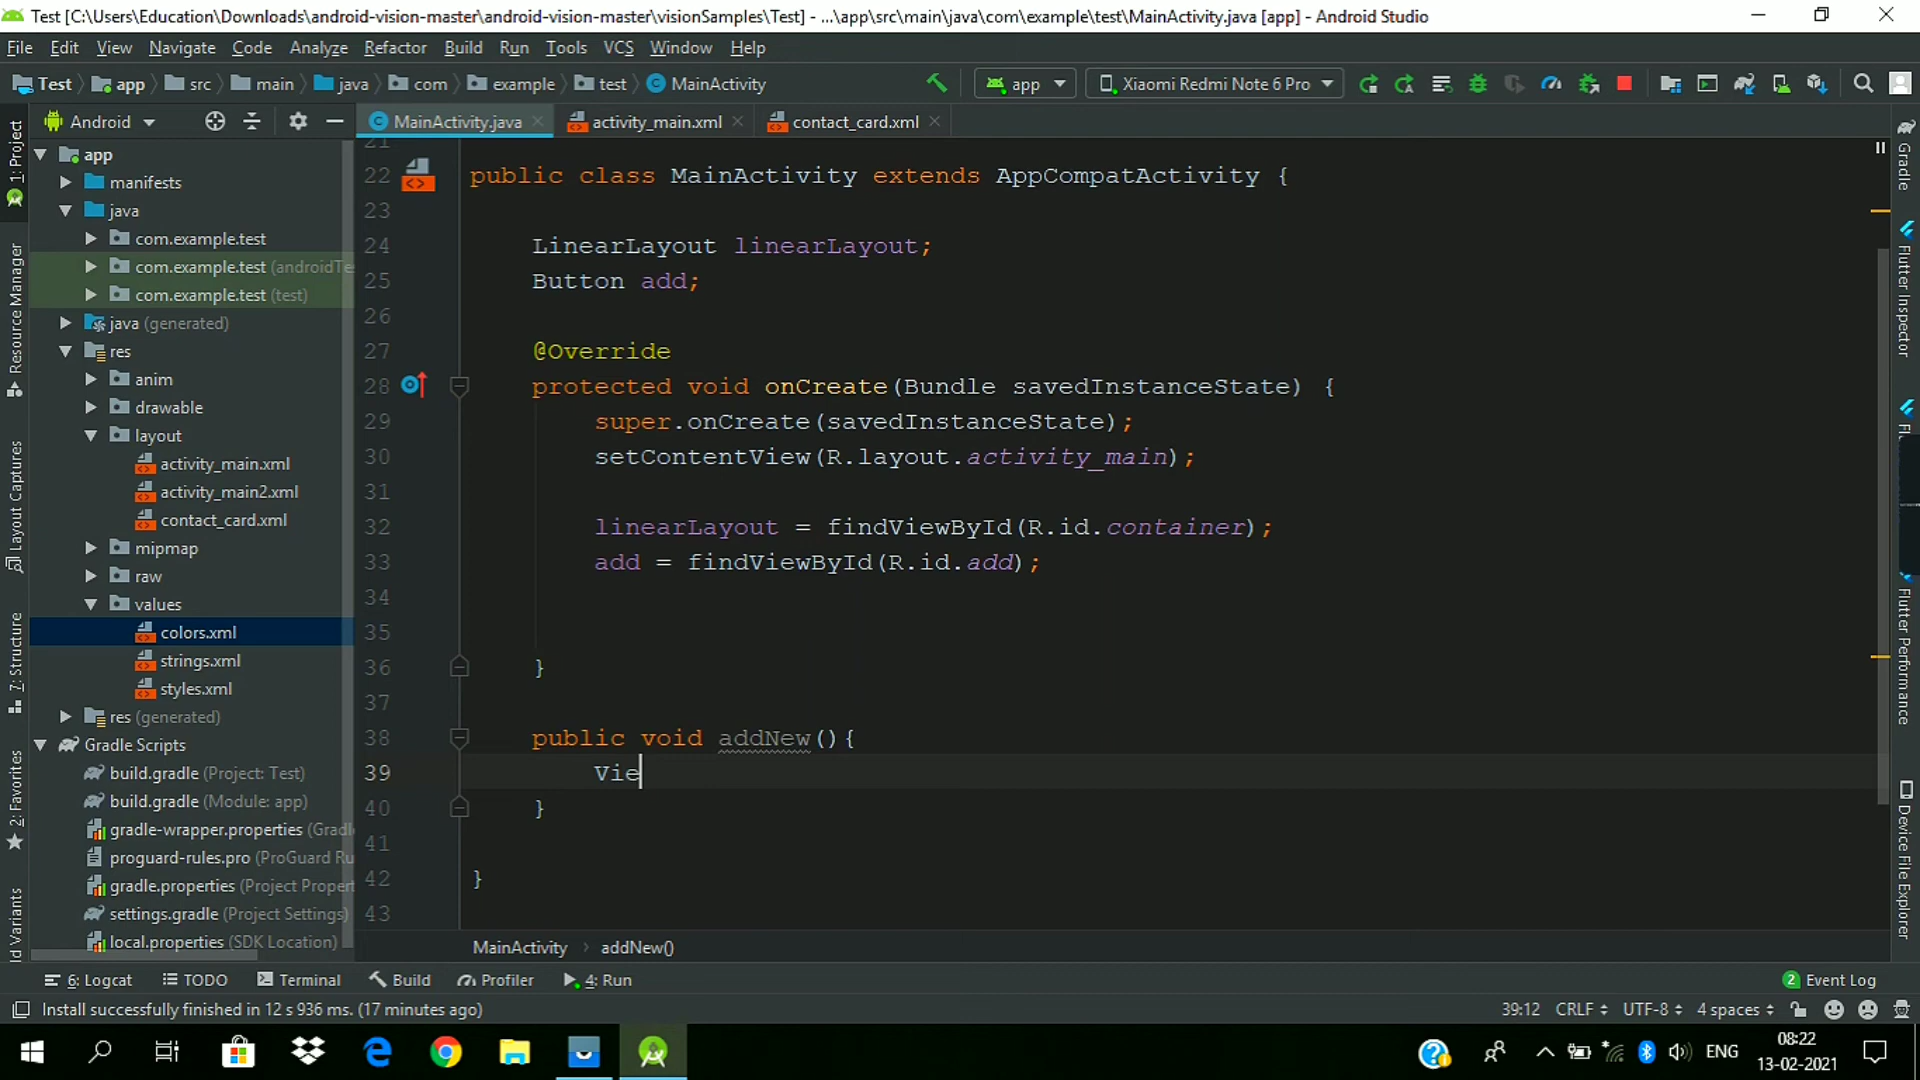 Test [C:\Users\Education\Downloads\android-vision-master\android-vision-master\visionSamples\Test] - ...\app\src\main\java\com\example\test\MainActivity.java [app] - Android Studio
File Edit View Navigate Code Analyze Refactor Build Run Tools VCS Window Help
Test app src main java com example test MainActivity app Xiaomi Redmi Note 6 Pro
Android MainActivity.java activity_main.xml contact_card.xml
1: Project
Resource Manager
Layout Captures
7: Structure
2: Favorites
ld Variants
app
manifests
java
com.example.test
com.example.test (androidTe
com.example.test (test)
java (generated)
res
anim
drawable
layout
activity_main.xml
activity_main2.xml
contact_card.xml
mipmap
raw
values
colors.xml
strings.xml
styles.xml
res (generated)
Gradle Scripts
build.gradle (Project: Test)
build.gradle (Module: app)
gradle-wrapper.properties (Gradl
proguard-rules.pro (ProGuard Ru
gradle.properties (Project Propert
settings.gradle (Project Settings)
local.properties (SDK Location)
21
22 public class MainActivity extends AppCompatActivity {
23
24 LinearLayout linearLayout;
25 Button add;
26
27 @Override
28 protected void onCreate(Bundle savedInstanceState) {
29 super.onCreate(savedInstanceState);
30 setContentView(R.layout.activity_main);
31
32 linearLayout = findViewById(R.id.container);
33 add = findViewById(R.id.add);
34
35
36 }
37
38 public void addNew(){
39 Vie
40 }
41
42 }
43
MainActivity › addNew()
Gradle
Flutter Inspector
Flutter Performance
Device File Explorer
6: Logcat TODO Terminal Build Profiler 4: Run 2 Event Log
Install successfully finished in 12 s 936 ms. (17 minutes ago) 39:12 CRLF UTF-8 4 spaces
ENG 08:22
13-02-2021